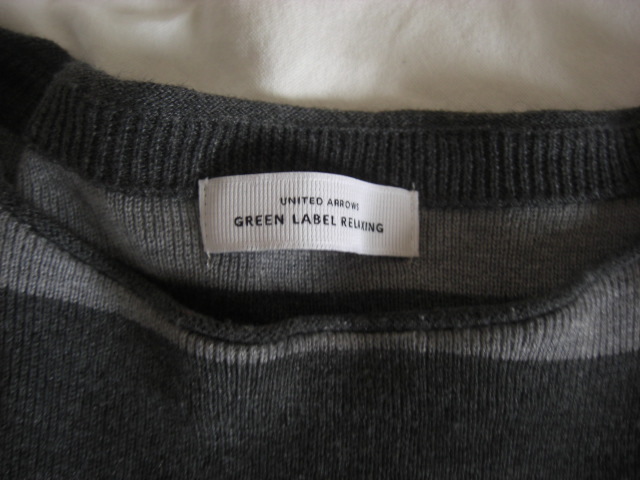 UNITED ARROWS
GREEN LABEL RELAXING